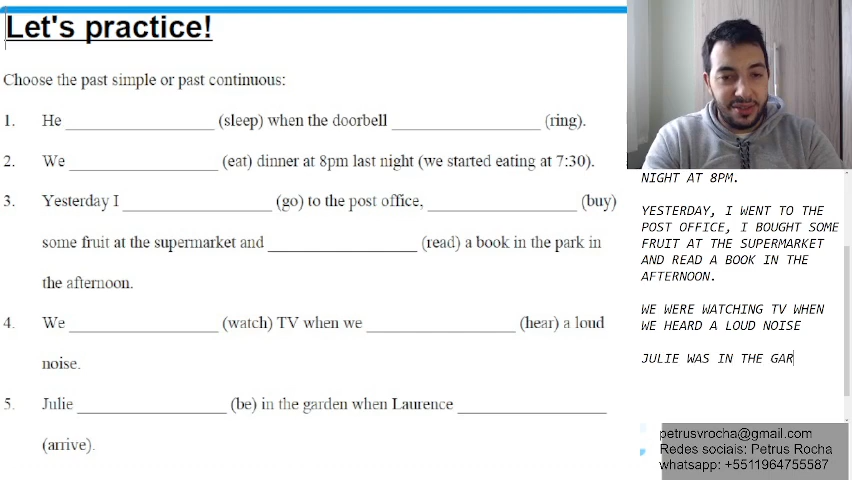 Let's practice!
Choose the past simple or past continuous:
1. He ________________ (sleep) when the doorbell ________________ (ring).
2. We ________________ (eat) dinner at 8pm last night (we started eating at 7:30).
3. Yesterday I ________________ (go) to the post office, ________________ (buy)
some fruit at the supermarket and ________________ (read) a book in the park in
the afternoon.
4. We ________________ (watch) TV when we ________________ (hear) a loud
noise.
5. Julie ________________ (be) in the garden when Laurence ________________
(arrive).
NIGHT AT 8PM.
YESTERDAY, I WENT TO THE
POST OFFICE, I BOUGHT SOME
FRUIT AT THE SUPERMARKET
AND READ A BOOK IN THE
AFTERNOON.
WE WERE WATCHING TV WHEN
WE HEARD A LOUD NOISE
JULIE WAS IN THE GAR
petrusvrocha@gmail.com
Redes sociais: Petrus Rocha
whatsapp: +5511964755587